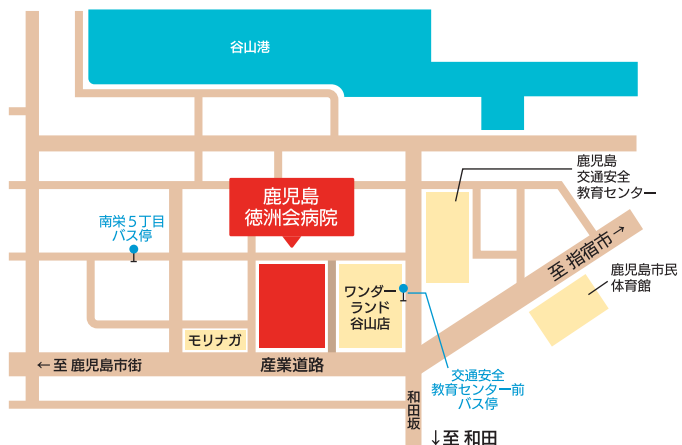 谷山港
鹿児島
交通安全
教育センター
鹿児島
徳洲会病院
南栄５丁目
バス停
至 指宿市→
鹿児島市民
体育館
ワンダー
ランド
谷山店
モリナガ
←至 鹿児島市街
産業道路
交通安全
教育センター前
バス停
和田坂
↓至 和田